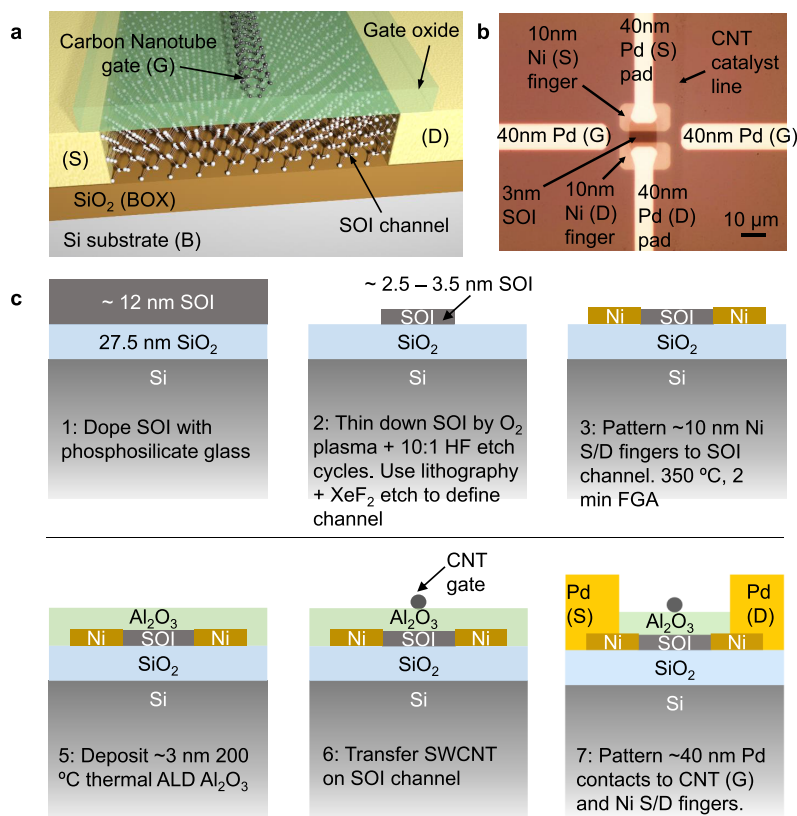 a
Carbon Nanotube
gate (G)
Gate oxide
(S)
(D)
SiO₂ (BOX)
SOI channel
Si substrate (B)
b
10nm
Ni (S)
finger
40nm
Pd (S)
pad
CNT
catalyst
line
40nm Pd (G)
40nm Pd (G)
3nm
SOI
10nm
Ni (D)
finger
40nm
Pd (D)
pad
10 µm
c
~ 12 nm SOI
27.5 nm SiO₂
Si
1: Dope SOI with
phosphosilicate glass
~ 2.5 – 3.5 nm SOI
SOI
SiO₂
Si
2: Thin down SOI by O₂
plasma + 10:1 HF etch
cycles. Use lithography
+ XeF₂ etch to define
channel
Ni
SOI
Ni
SiO₂
Si
3: Pattern ~10 nm Ni
S/D fingers to SOI
channel. 350 ºC, 2
min FGA
Al₂O₃
Ni
SOI
Ni
SiO₂
Si
5: Deposit ~3 nm 200
ºC thermal ALD Al₂O₃
CNT
gate
Al₂O₃
Ni
SOI
Ni
SiO₂
Si
6: Transfer SWCNT
on SOI channel
Pd
(S)
Pd
(D)
Al₂O₃
Ni
SOI
Ni
SiO₂
Si
7: Pattern ~40 nm Pd
contacts to CNT (G)
and Ni S/D fingers.